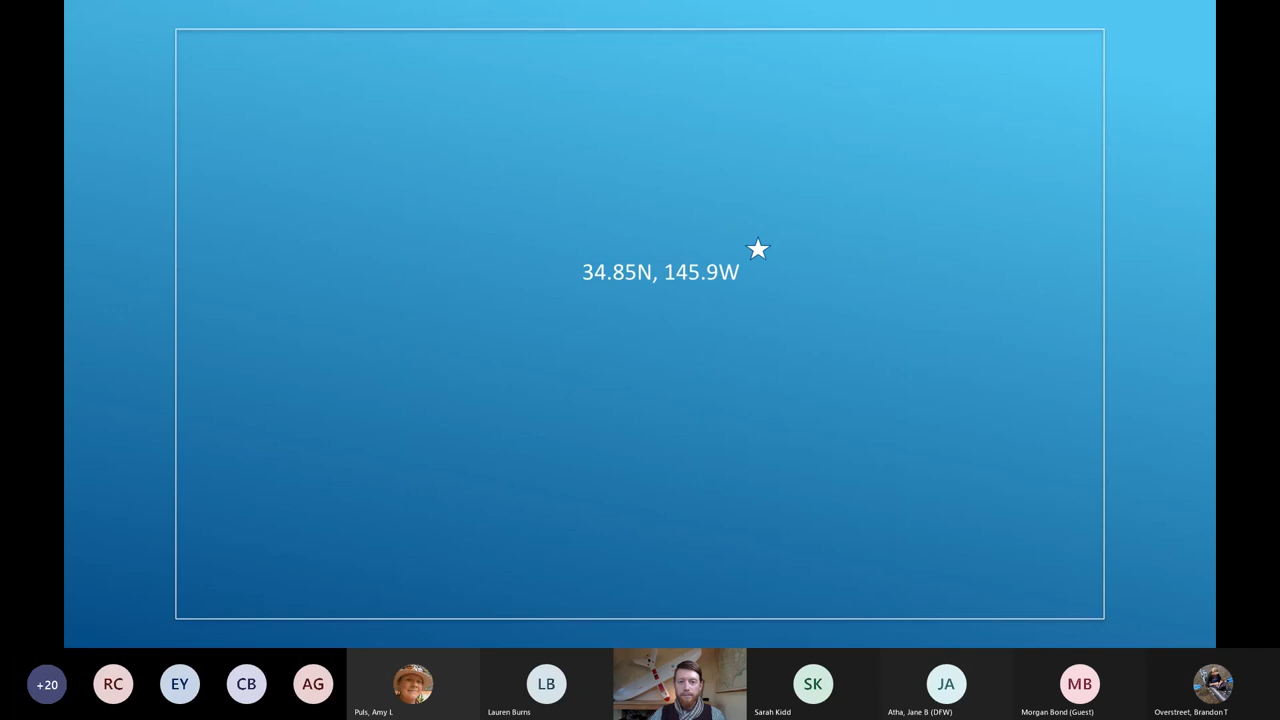 34.85N, 145.9W
+20
RC
EY
CB
AG
Puls, Amy L
LB
Lauren Burns
SK
Sarah Kidd
JA
Atha, Jane B (DFW)
MB
Morgan Bond (Guest)
Overstreet, Brandon T